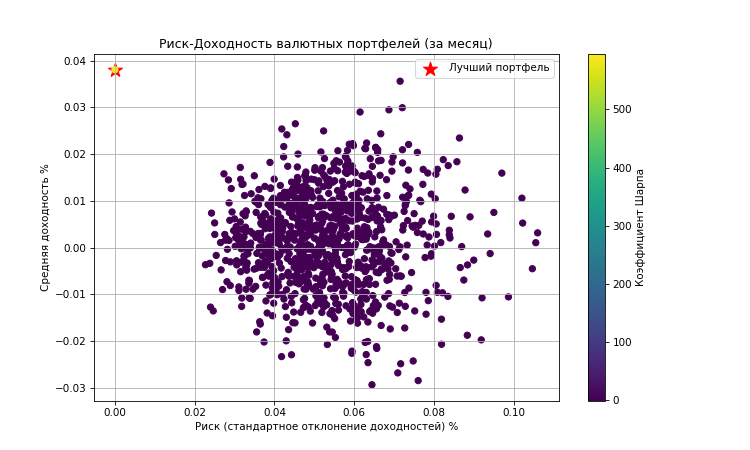 Риск-Доходность валютных портфелей (за месяц)
Лучший портфель
Средняя доходность %
0.04
0.03
0.02
0.01
0.00
−0.01
−0.02
−0.03
0.00 0.02 0.04 0.06 0.08 0.10
Риск (стандартное отклонение доходностей) %
500
400
300
200
100
0
Коэффициент Шарпа